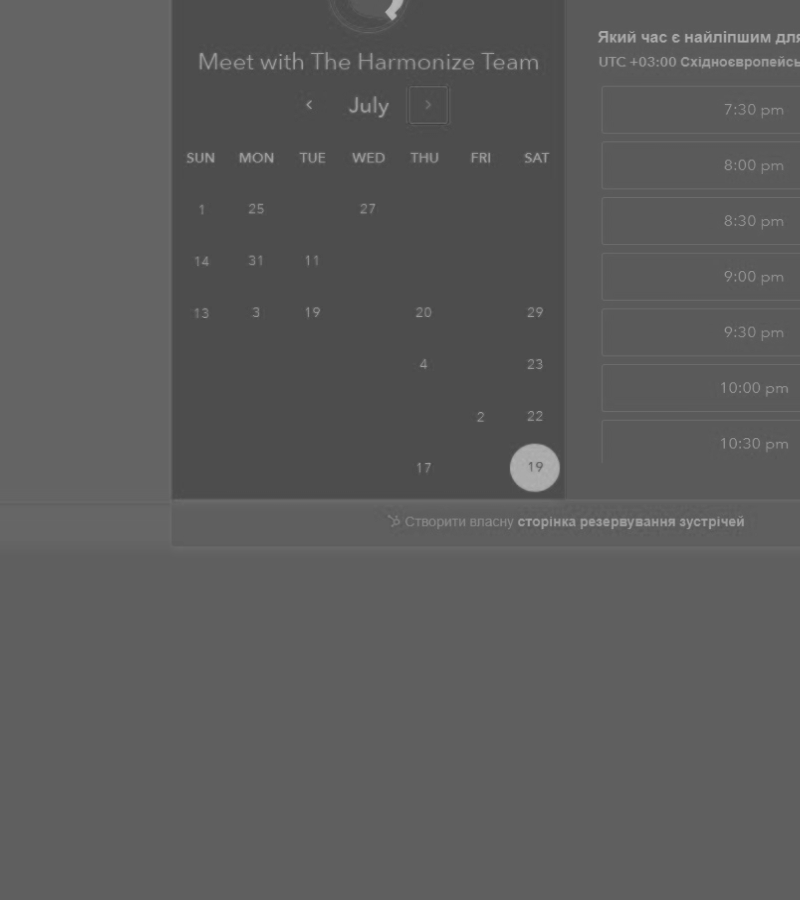 Meet with The Harmonize Team
July
SUN MON TUE WED THU FRI SAT
1 25 27
14 31 11
13 3 19 20 29
4 23
2 22
17 19
Який час є найліпшим для
UTC +03:00 Східноєвропейсь
7:30 pm
8:00 pm
8:30 pm
9:00 pm
9:30 pm
10:00 pm
10:30 pm
Створити власну сторінка резервування зустрічей